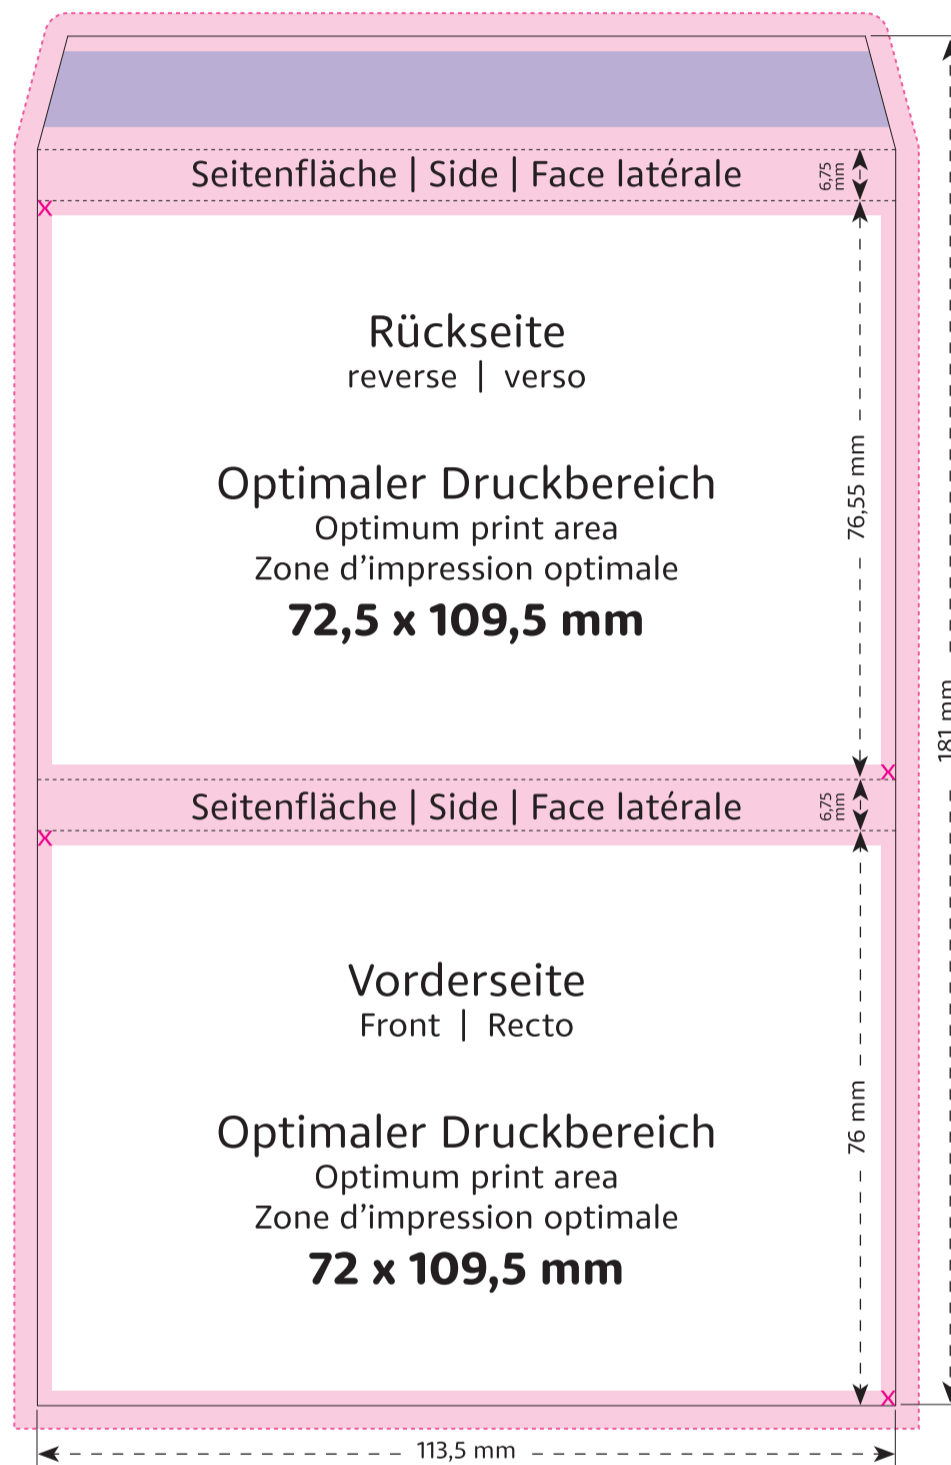 Seitenfläche | Side | Face latérale
6,75
mm
X
Rückseite
reverse | verso
76,55 mm
Optimaler Druckbereich
Optimum print area
Zone d’impression optimale
72,5 x 109,5 mm
181 mm
X
Seitenfläche | Side | Face latérale
6,75
mm
X
Vorderseite
Front | Recto
76 mm
Optimaler Druckbereich
Optimum print area
Zone d’impression optimale
72 x 109,5 mm
X
113,5 mm